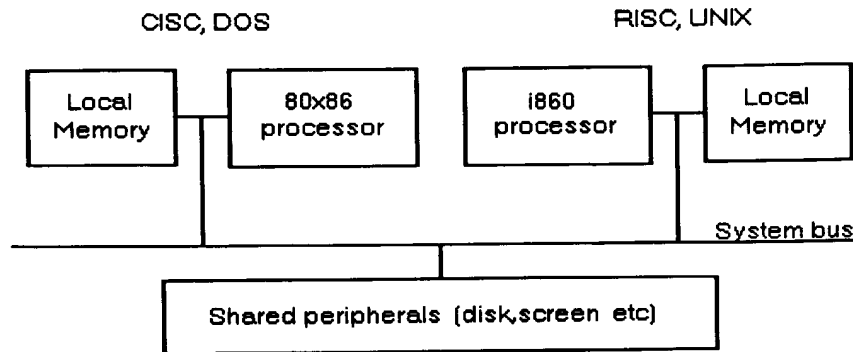 CISC, DOS
RISC, UNIX
Local
Memory
80x86
processor
i860
processor
Local
Memory
System bus
Shared peripherals (disk,screen etc)